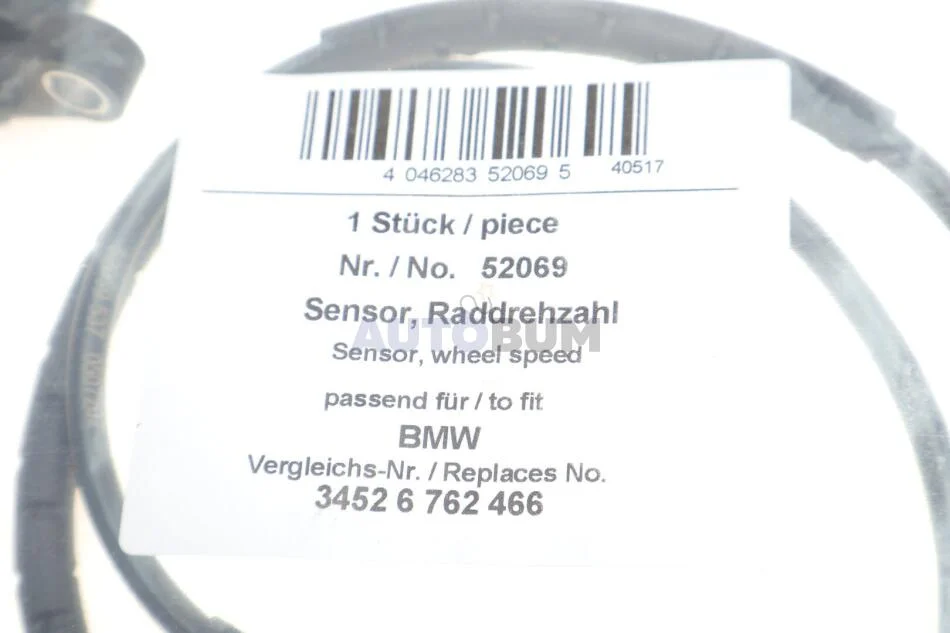 4 046283 52069 5
40517
1 Stück / piece
Nr. / No. 52069
Sensor, Raddrehzahl
AUTOBUM
Sensor, wheel speed
passend für / to fit
BMW
Vergleichs-Nr. / Replaces No.
3452 6 762 466